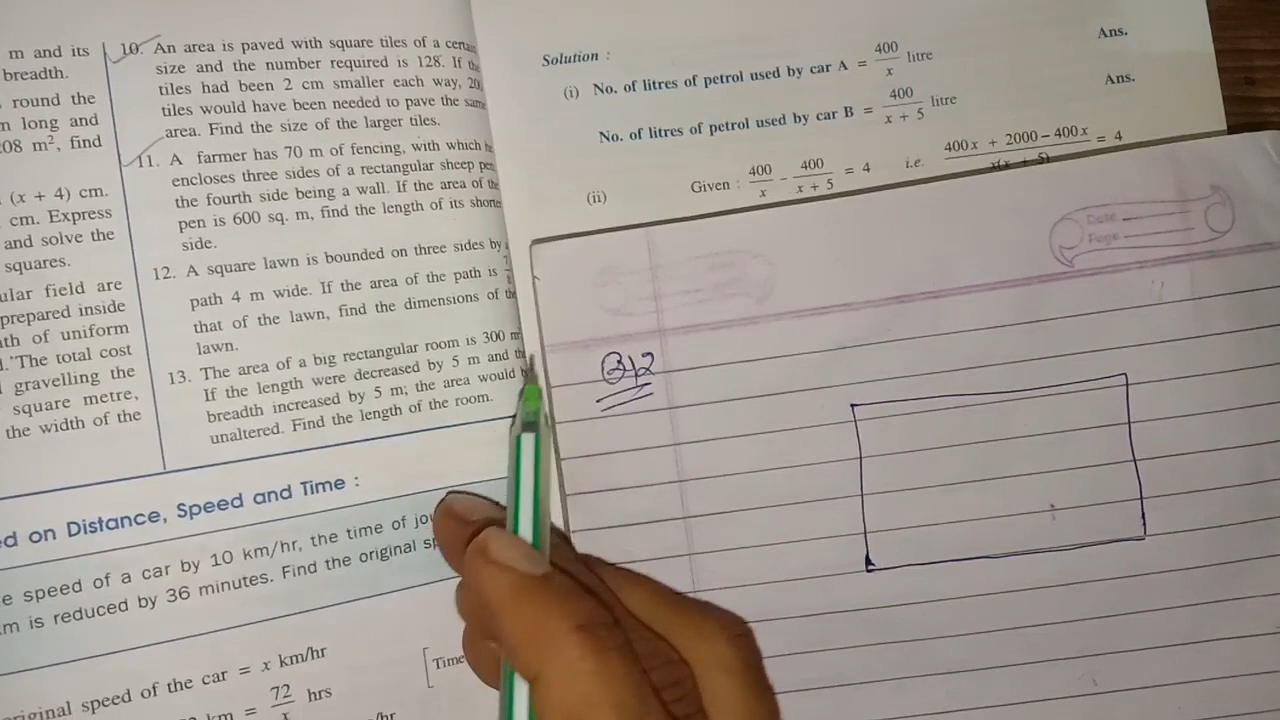 m and its
breadth.
round the
n long and
08 m², find
(x + 4) cm.
cm. Express
and solve the
squares.
ular field are
prepared inside
th of uniform
The total cost
gravelling the
square metre,
the width of the
10. An area is paved with square tiles of a certa
size and the number required is 128. If the
tiles had been 2 cm smaller each way, 20
tiles would have been needed to pave the same
area. Find the size of the larger tiles.
11. A farmer has 70 m of fencing, with which he
encloses three sides of a rectangular sheep pen
the fourth side being a wall. If the area of the
pen is 600 sq. m, find the length of its shorte
side.
12. A square lawn is bounded on three sides by a
path 4 m wide. If the area of the path is
that of the lawn, find the dimensions of the
lawn.
13. The area of a big rectangular room is 300 m
If the length were decreased by 5 m and the
breadth increased by 5 m; the area would b
unaltered. Find the length of the room.
ed on Distance, Speed and Time :
e speed of a car by 10 km/hr, the time of jou
m is reduced by 36 minutes. Find the original sp
original speed of the car = x km/hr
km = 72/x hrs
[Time
/hr
Solution :
(i) No. of litres of petrol used by car A = 400/x litre Ans.
No. of litres of petrol used by car B = 400/(x + 5) litre Ans.
(ii) Given : 400/x - 400/(x + 5) = 4 i.e. (400x + 2000 – 400x)/(x(x + 5)) = 4
Date
Page
Q12